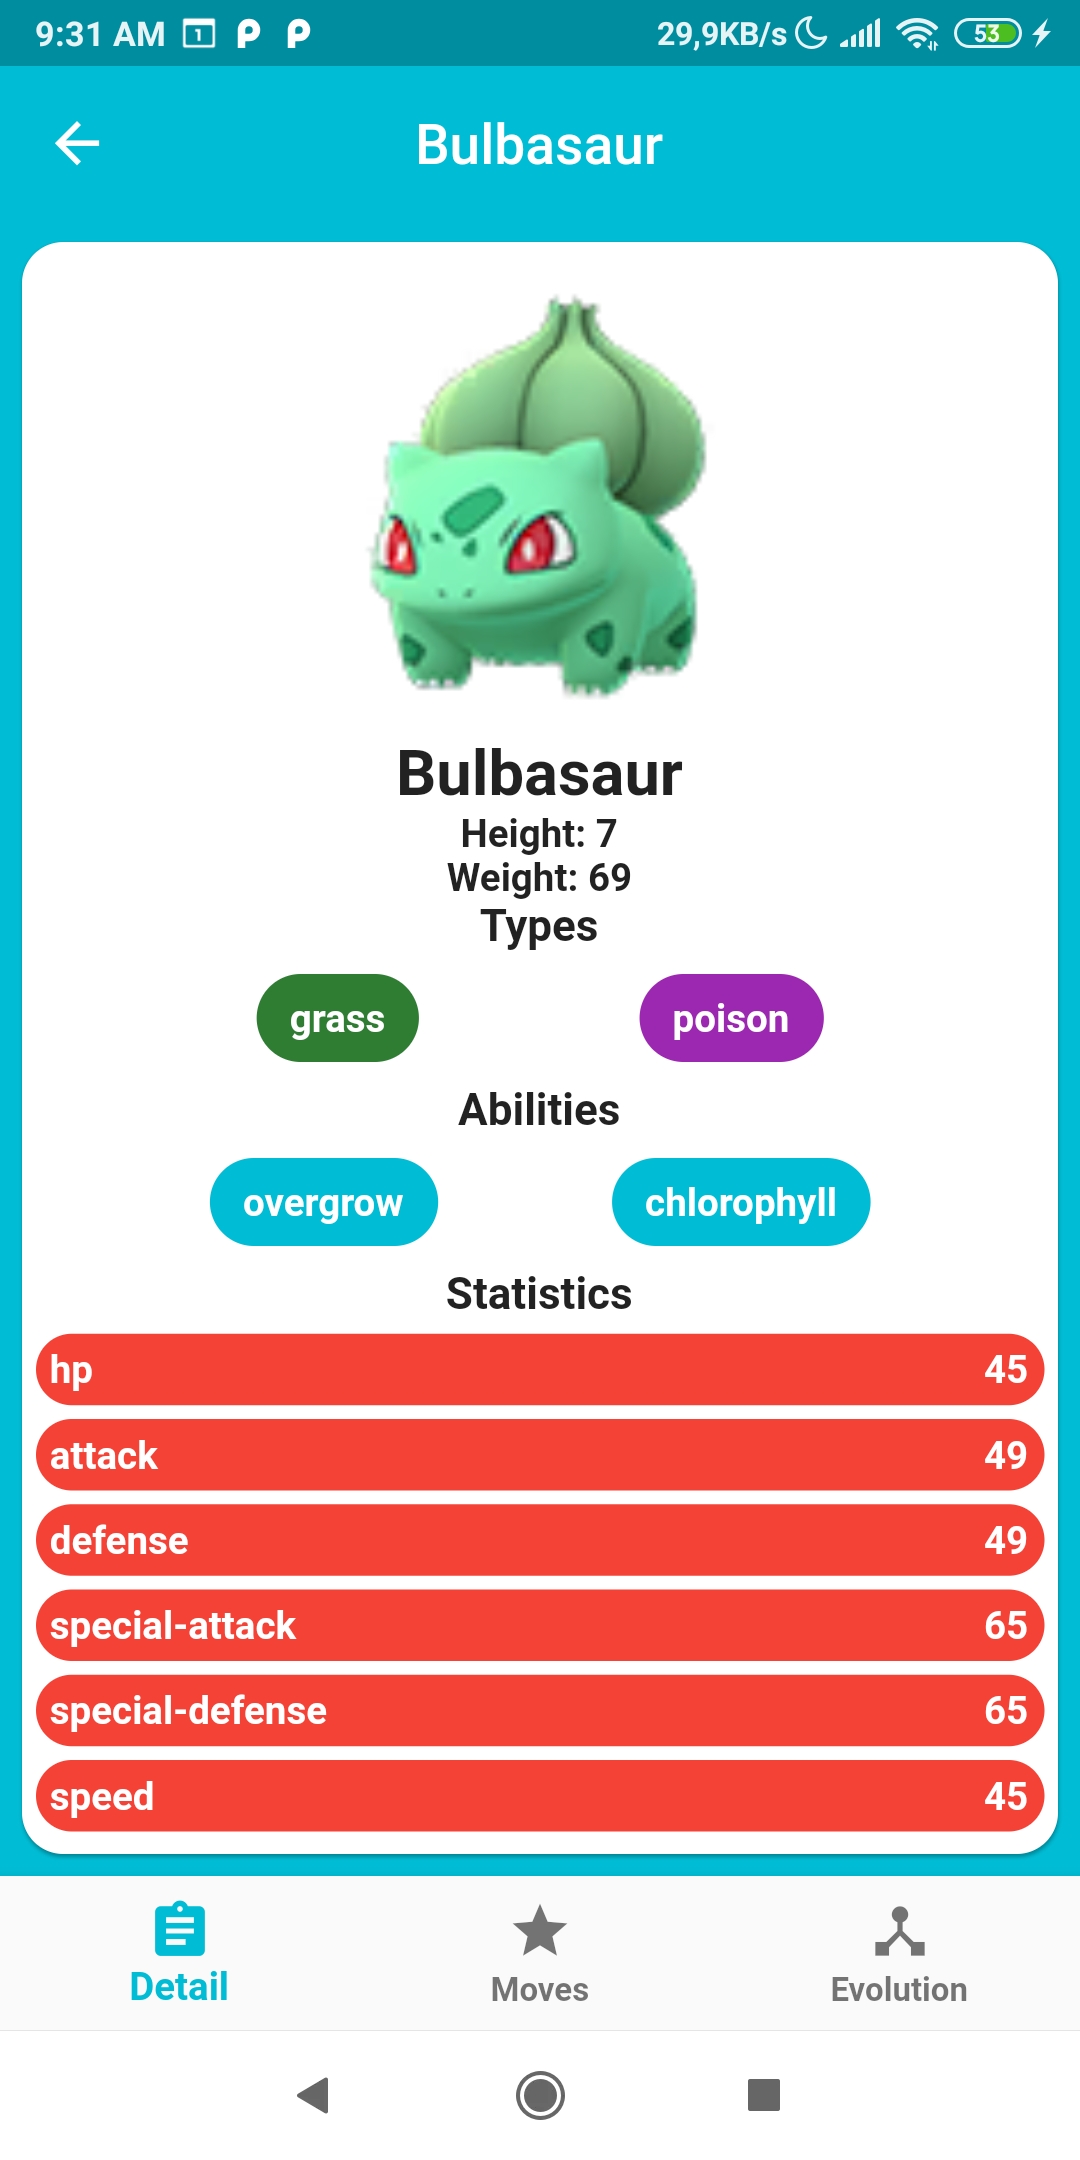 9:31 AM 1 29,9KB/s 53
Bulbasaur
Bulbasaur
Height: 7
Weight: 69
Types
grass poison
Abilities
overgrow chlorophyll
Statistics
hp 45
attack 49
defense 49
special-attack 65
special-defense 65
speed 45
Detail Moves Evolution